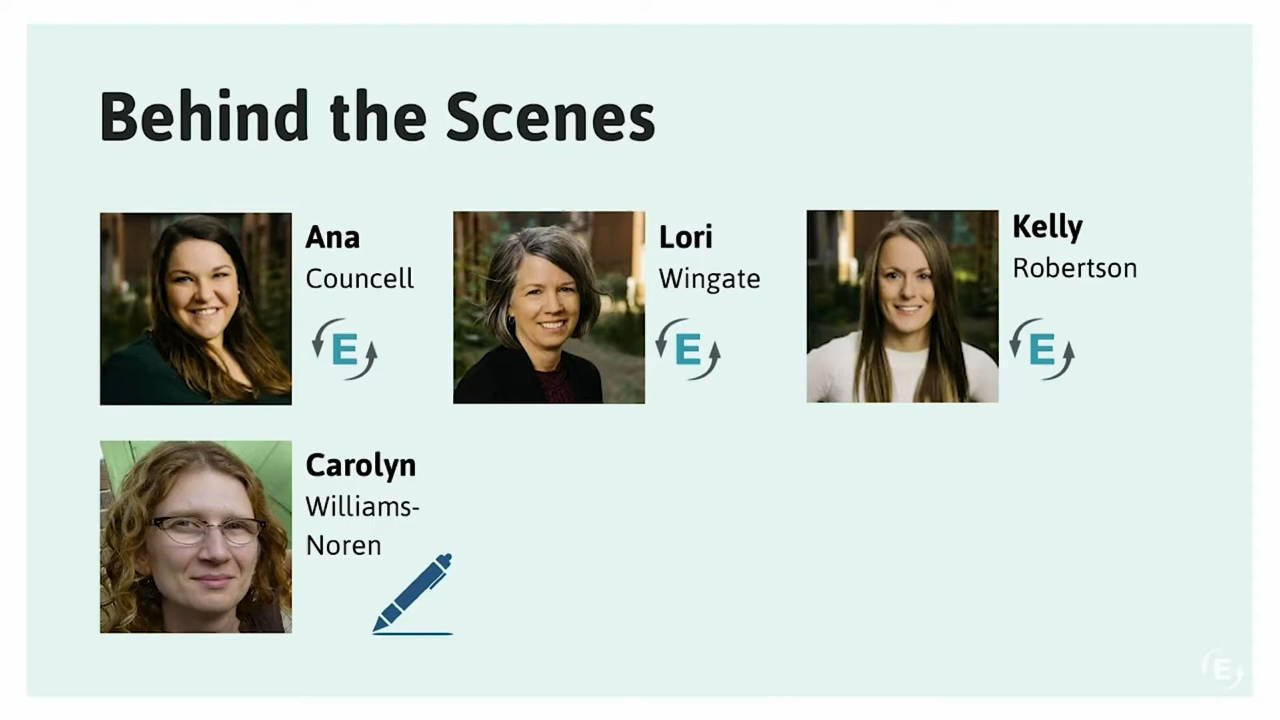 Behind the Scenes
Ana
Councell
E
Lori
Wingate
E
Kelly
Robertson
E
Carolyn
Williams-
Noren
E